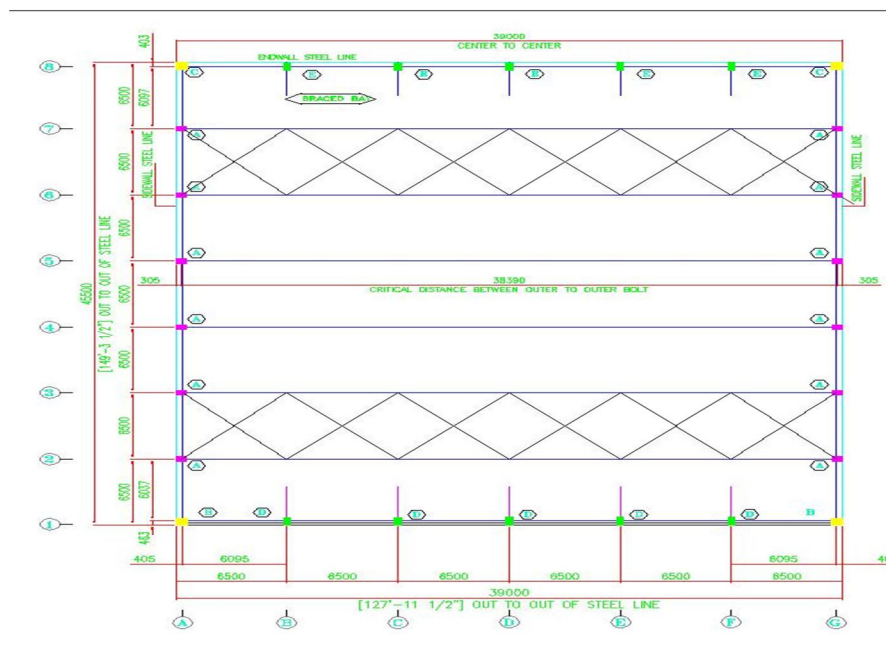 39000
CENTER TO CENTER
403
ENDWALL STEEL LINE
8
C E E E S E C
6500
6097
BRACED BAY
7
A A
6500
SIDEWALL STEEL LINE
SIDEWALL STEEL LINE
6
A
6500
5
A A
305
38390
305
CRITICAL DISTANCE BETWEEN OUTER TO OUTER BOLT
45500
[149'-3 1/2"] OUT TO OUT OF STEEL LINE
6500
4
A A
6500
3
A A
6500
2
A A
6500
6037
D D D D D B
1
463
405
6095
6095
6500 6500 6500 6500 6500 6500
39000
[127'-11 1/2"] OUT TO OUT OF STEEL LINE
A B C D E F G